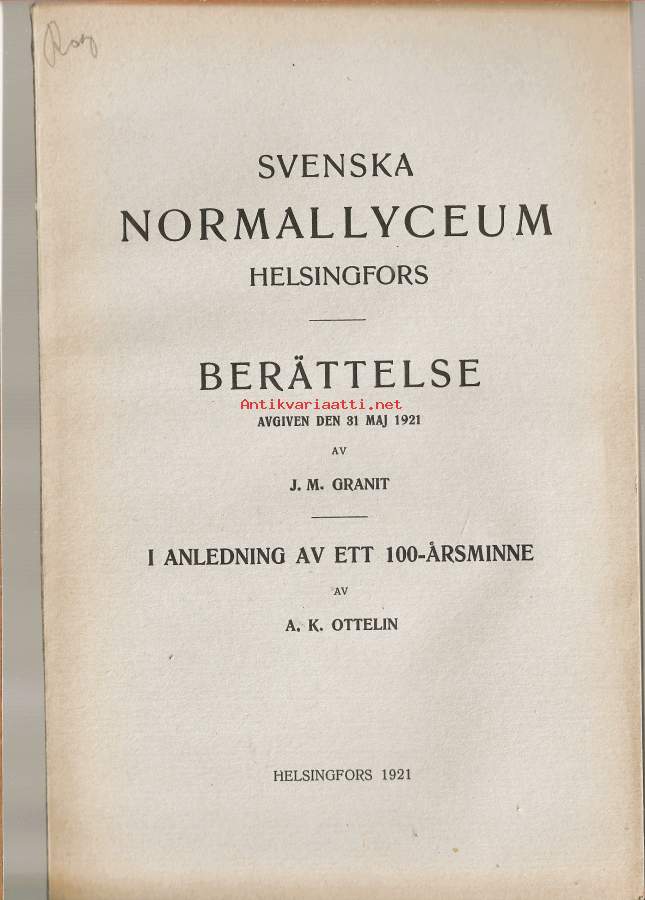 SVENSKA
NORMALLYCEUM
HELSINGFORS
BERÄTTELSE
Antikvariaatti.net
AVGIVEN DEN 31 MAJ 1921
AV
J. M. GRANIT
I ANLEDNING AV ETT 100-ÅRSMINNE
AV
A. K. OTTELIN
HELSINGFORS 1921